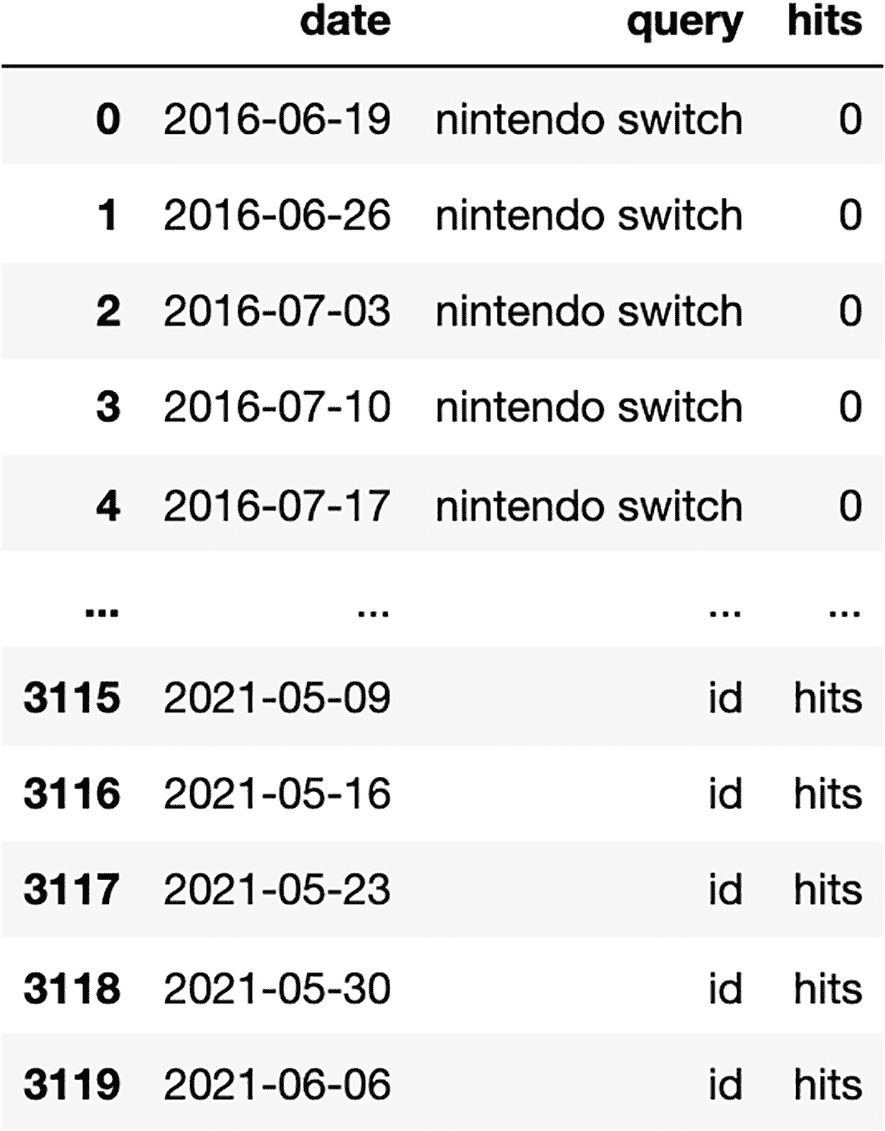 date query hits
0 2016-06-19 nintendo switch 0
1 2016-06-26 nintendo switch 0
2 2016-07-03 nintendo switch 0
3 2016-07-10 nintendo switch 0
4 2016-07-17 nintendo switch 0
... ... ... ...
3115 2021-05-09 id hits
3116 2021-05-16 id hits
3117 2021-05-23 id hits
3118 2021-05-30 id hits
3119 2021-06-06 id hits